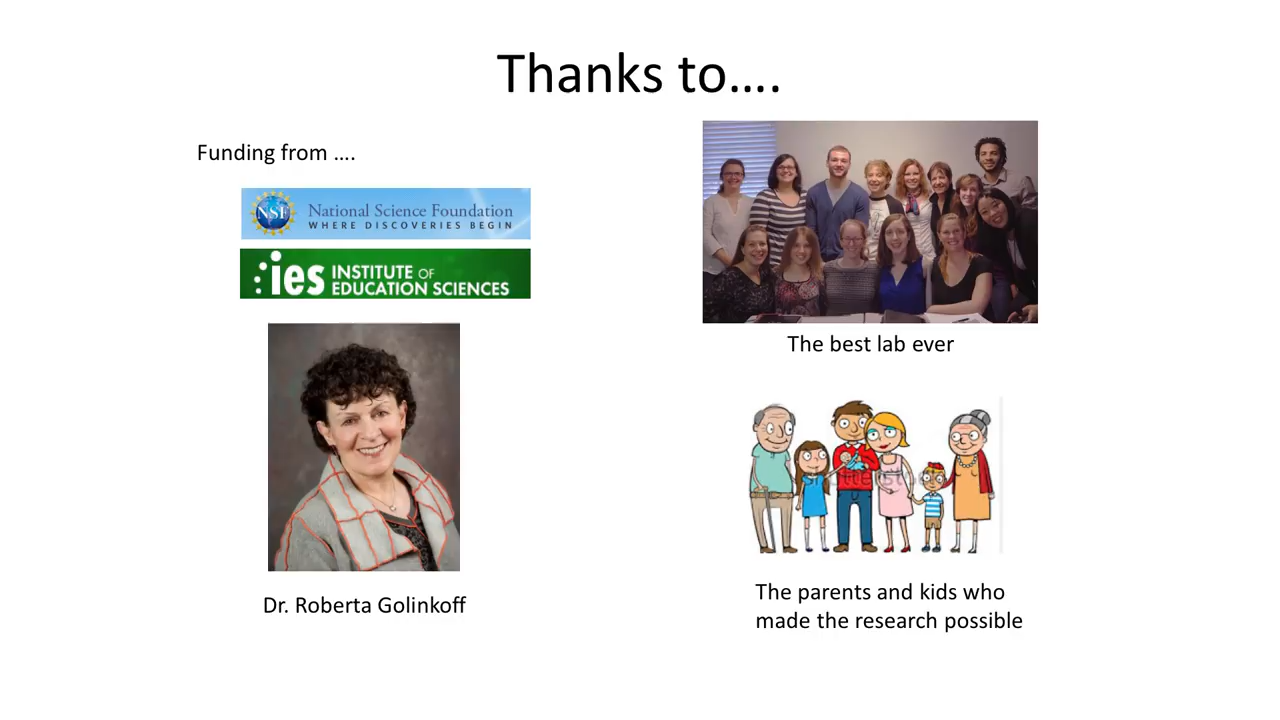 Thanks to….
Funding from ….
NSF
National Science Foundation
WHERE DISCOVERIES BEGIN
ies INSTITUTE OF
EDUCATION SCIENCES
Dr. Roberta Golinkoff
The best lab ever
The parents and kids who
made the research possible